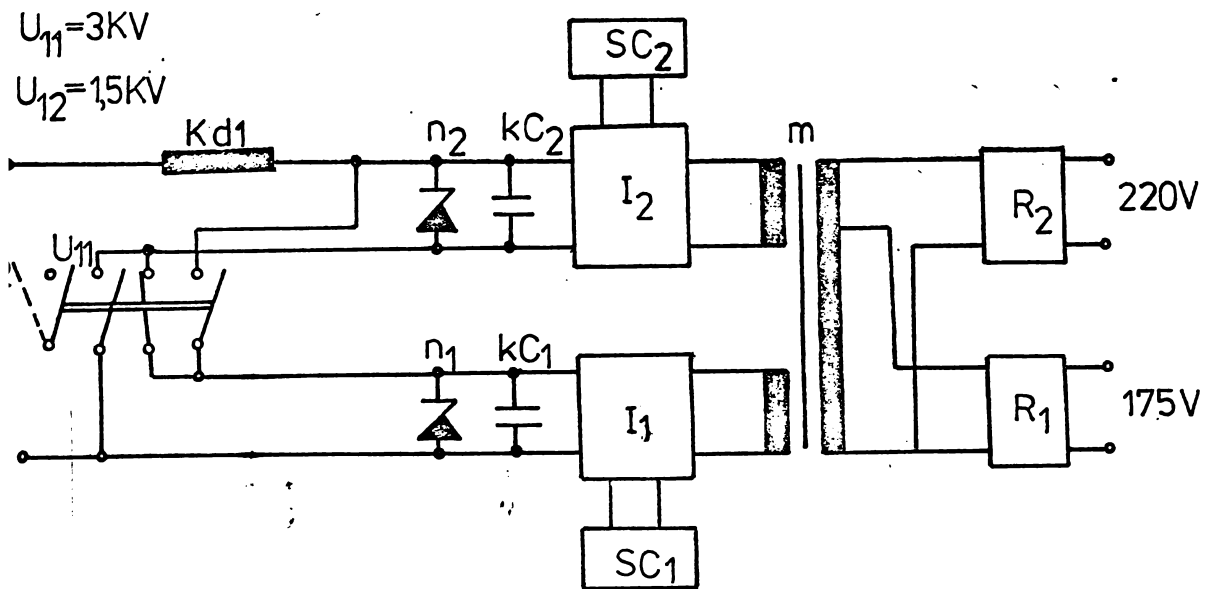 U11=3KV
U12=1,5KV
SC2
Kd1
n2
kC2
m
I2
R2
220V
U11
n1
kC1
I1
R1
175V
SC1